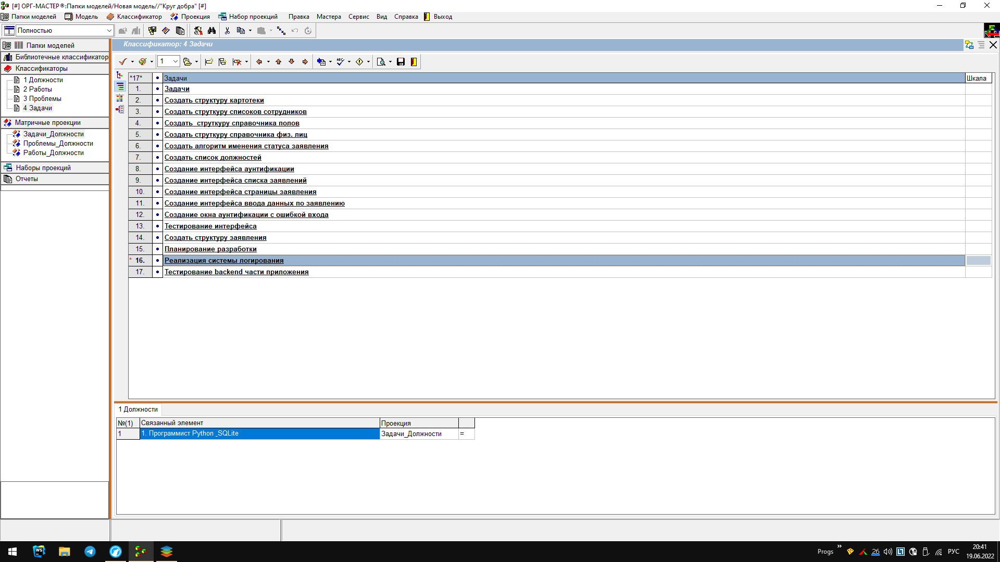 [#] ОРГ-МАСТЕР®:Папки моделей/Новая модель//"Круг добра" [#]
Папки моделей Модель Классификатор Проекция Набор проекций Правка Мастера Сервис Вид Справка Выход
Полностью
Папки моделей
Библиотечные классификатор
Классификаторы
1 Должности
2 Работы
3 Проблемы
4 Задачи
Матричные проекции
Задачи_Должности
Проблемы_Должности
Работы_Должности
Наборы проекций
Отчеты
Классификатор: 4 Задачи
1
*17* Задачи Шкала
1. Задачи
2. Создать структуру картотеки
3. Создать струткуру списоков сотрудников
4. Создать  струткуру справочника полов
5. Создать струткуру справочника физ. лиц
6. Создать алгоритм именения статуса заявления
7. Создать список должностей
8. Создание интерфейса аунтификации
9. Создание интерфейса списка заявлений
10. Создание интерфейса страницы заявления
11. Создание интерфейса ввода данных по заявлению
12. Создание окна аунтификации с ошибкой входа
13. Тестирование интерфейса
14. Создать структуру заявления
15. Планирование разработки
* 16. Реализация системы логирования
17. Тестирование backend части приложения
1 Должности
№(1) Связанный элемент Проекция
1 1. Программист Python _SQLite Задачи_Должности =
WS
Progs » 26 РУС 20:41
19.06.2022